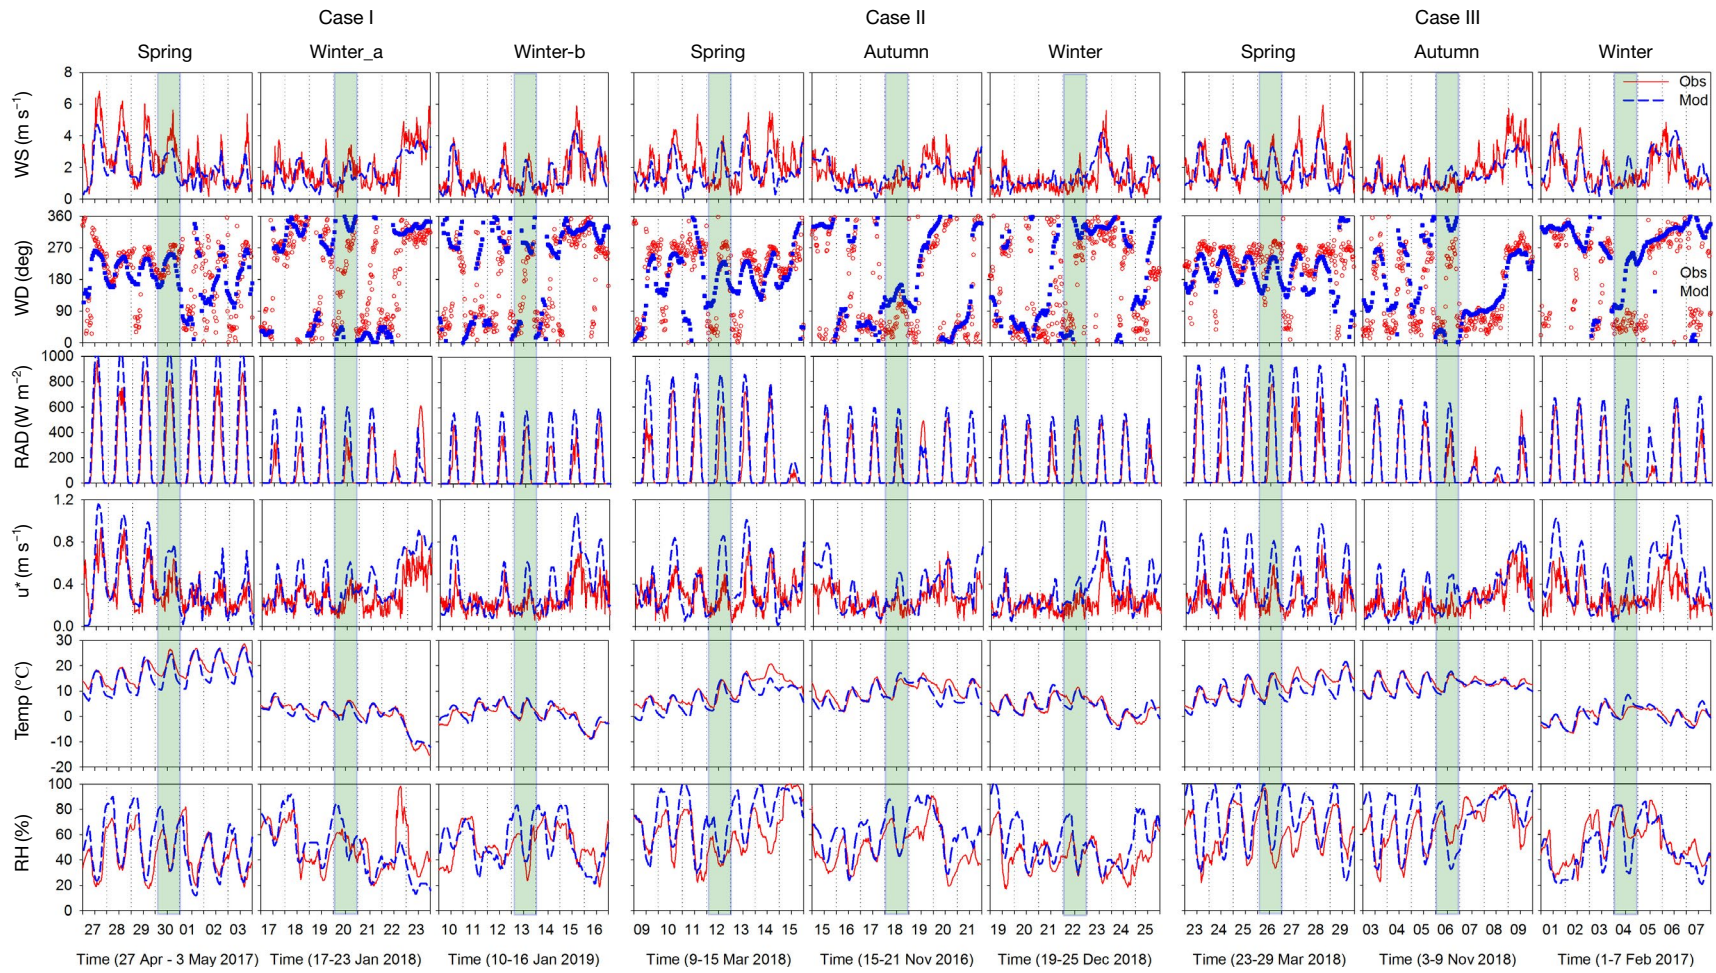 Case I Case II Case III
Spring Winter_a Winter-b Spring Autumn Winter Spring Autumn Winter
WS (m s⁻¹)
8
6
4
2
0
Obs
Mod
WD (deg)
360
270
180
90
0
Obs
Mod
RAD (W m⁻²)
1000
800
600
400
200
0
u* (m s⁻¹)
1.2
0.8
0.4
0.0
Temp (°C)
30
20
10
0
-10
-20
RH (%)
100
80
60
40
20
0
27 28 29 30 01 02 03 17 18 19 20 21 22 23 10 11 12 13 14 15 16 09 10 11 12 13 14 15 15 16 17 18 19 20 21 19 20 21 22 23 24 25 23 24 25 26 27 28 29 03 04 05 06 07 08 09 01 02 03 04 05 06 07
Time (27 Apr - 3 May 2017) Time (17-23 Jan 2018) Time (10-16 Jan 2019) Time (9-15 Mar 2018) Time (15-21 Nov 2016) Time (19-25 Dec 2018) Time (23-29 Mar 2018) Time (3-9 Nov 2018) Time (1-7 Feb 2017)